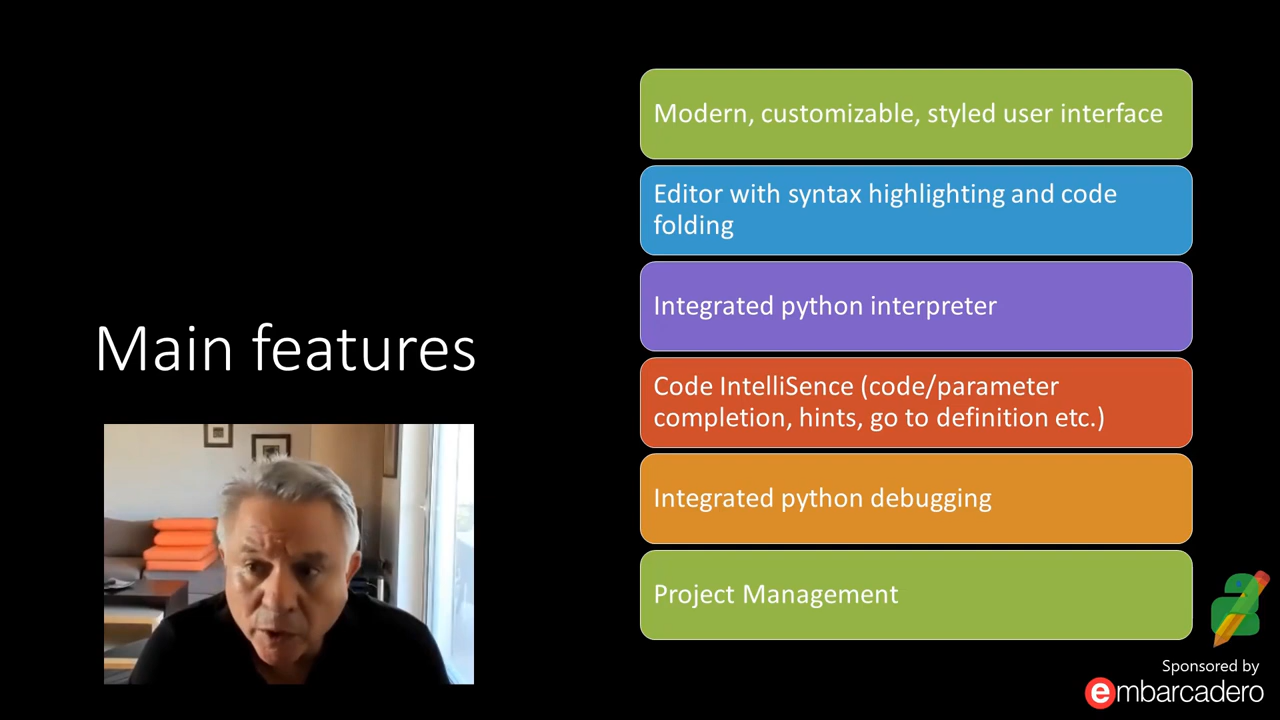 Main features
Modern, customizable, styled user interface
Editor with syntax highlighting and code
folding
Integrated python interpreter
Code IntelliSence (code/parameter
completion, hints, go to definition etc.)
Integrated python debugging
Project Management
Sponsored by
embarcadero